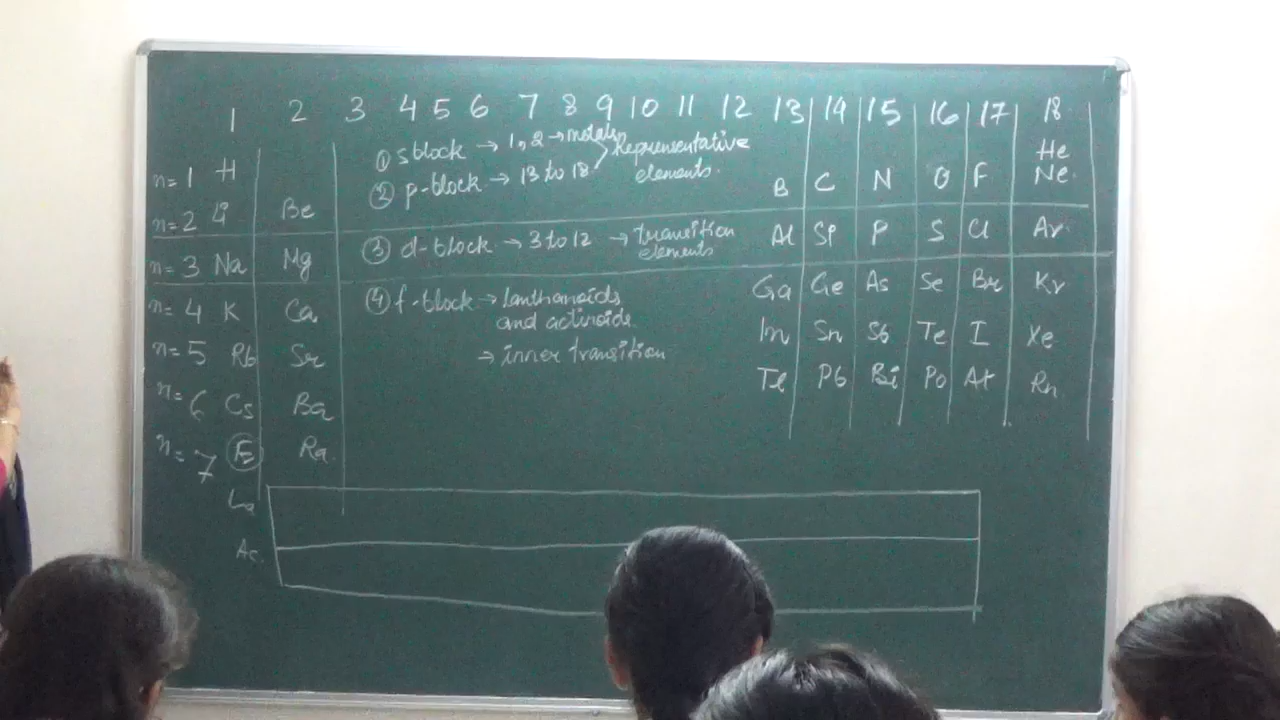 1 2 3 4 5 6 7 8 9 10 11 12 13 14 15 16 17 18
① s block → 1, 2 → metals
② p-block → 13 to 18
Representative
elements.
He
n=1 H
B C N O F Ne
n=2 Li Be
③ d-block → 3 to 12 → transition
elements
Al Si P S Cl Ar
n=3 Na Mg
④ f-block → lanthanoids
and actinoids.
→ inner transition
Ga Ge As Se Br Kr
n=4 K Ca
In Sn Sb Te I Xe
n=5 Rb Sr
Tl Pb Bi Po At Rn
n=6 Cs Ba
n=7 Ra
La
Ac